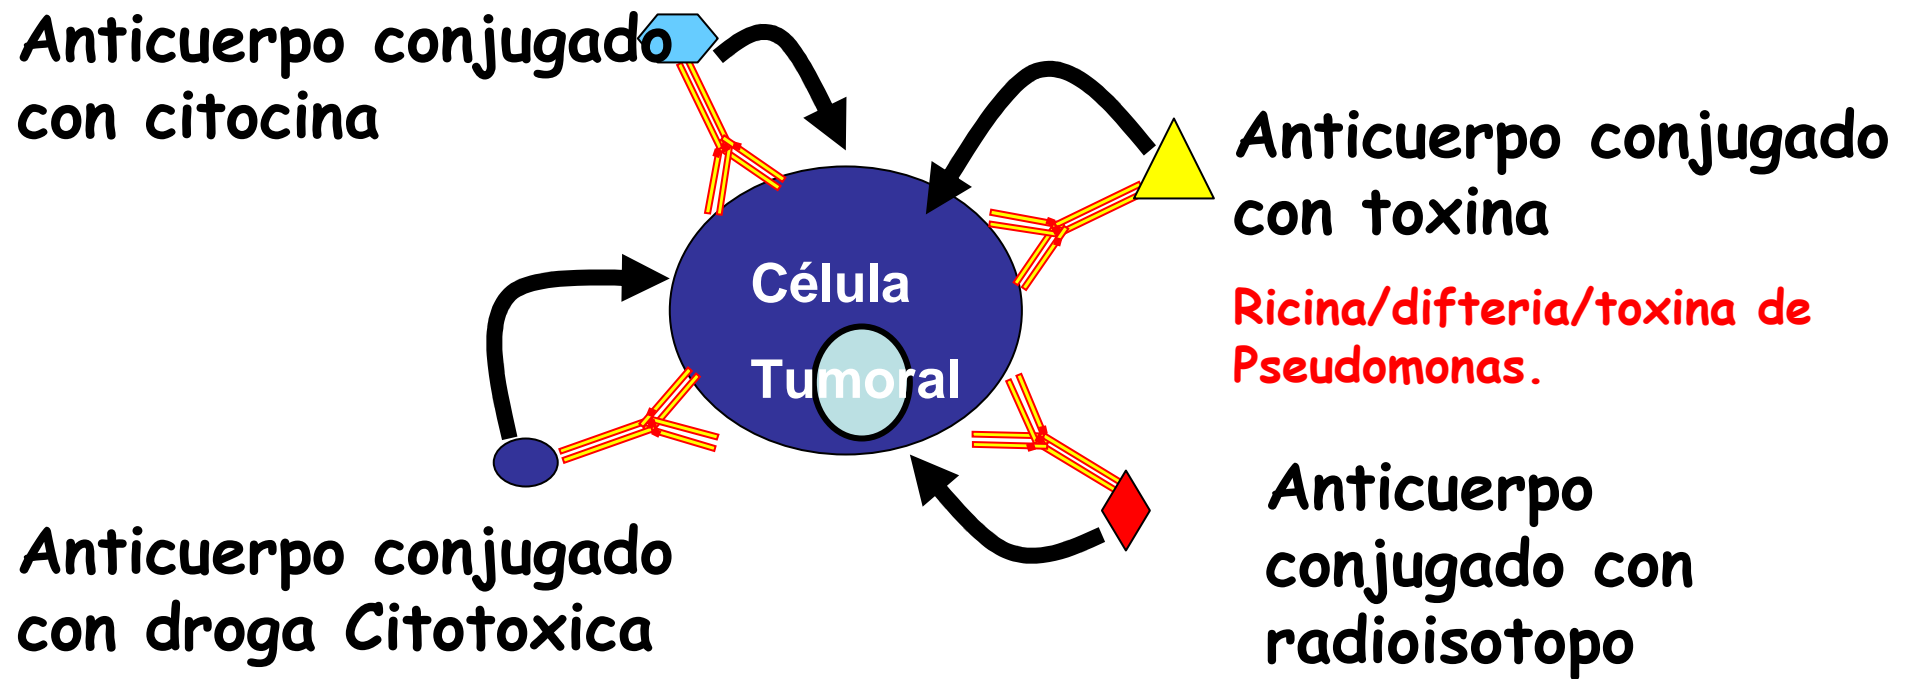 Anticuerpo conjugado
con citocina
Anticuerpo conjugado
con toxina
Ricina/difteria/toxina de
Pseudomonas.
Célula
Tumoral
Anticuerpo conjugado
con droga Citotoxica
Anticuerpo
conjugado con
radioisotopo